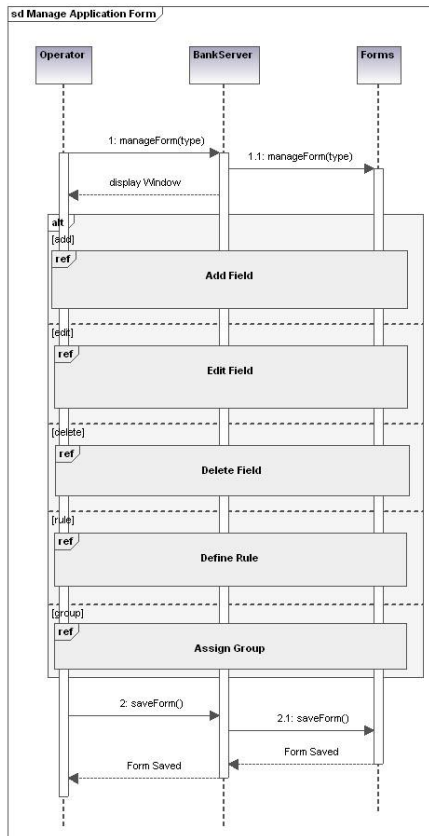 sd Manage Application Form
Operator
BankServer
Forms
1: manageForm(type)
1.1: manageForm(type)
display Window
alt
[add]
ref
Add Field
[edit]
ref
Edit Field
[delete]
ref
Delete Field
[rule]
ref
Define Rule
[group]
ref
Assign Group
2: saveForm()
2.1: saveForm()
Form Saved
Form Saved